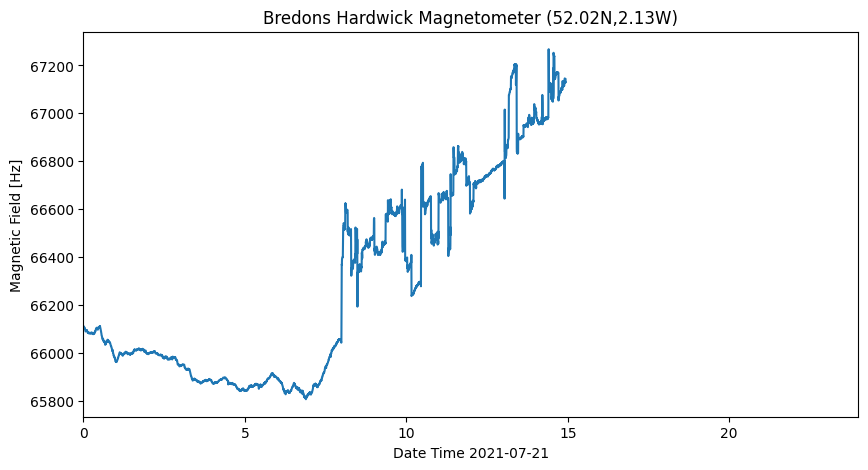 Bredons Hardwick Magnetometer (52.02N,2.13W)
Magnetic Field [Hz]
67200
67000
66800
66600
66400
66200
66000
65800
0 5 10 15 20
Date Time 2021-07-21